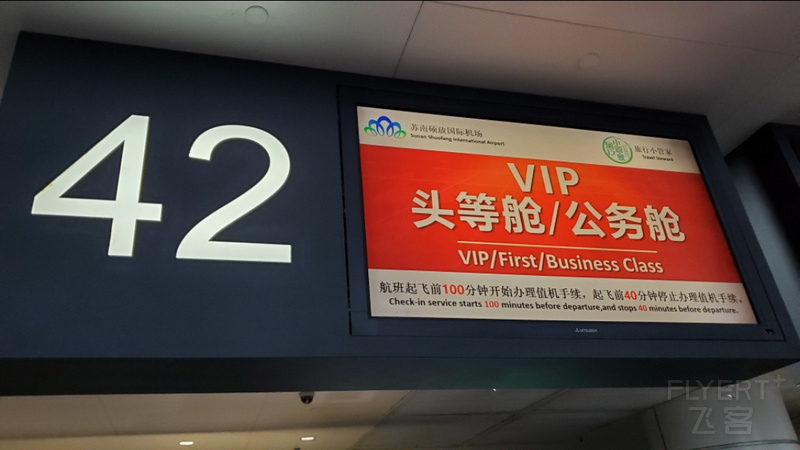 42
苏南硕放国际机场
Sunan Shuofang International Airport
旅行小管家
Travel Steward
VIP
头等舱/公务舱
VIP/First/Business Class
航班起飞前100分钟开始办理值机手续，起飞前40分钟停止办理值机手续。
Check-in service starts 100 minutes before departure,and stops 40 minutes before departure.
MITSUBISHI
FLYERT+
飞客